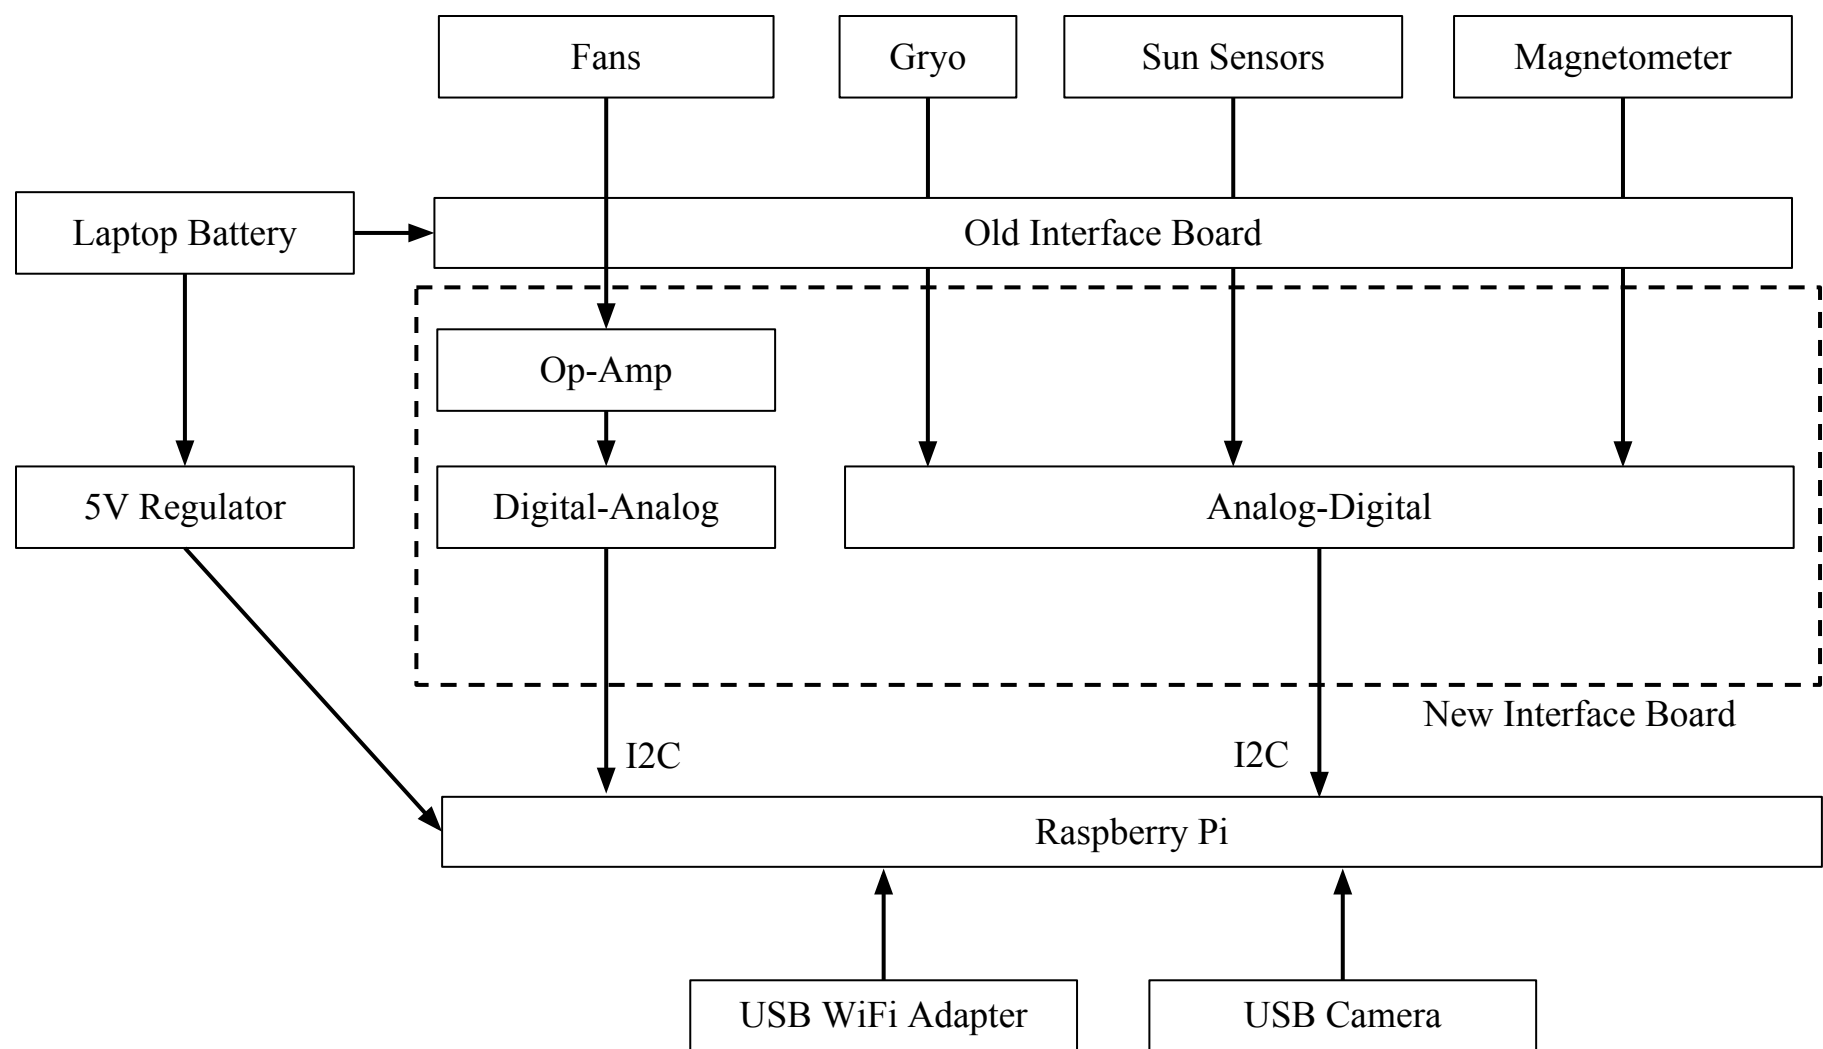 Fans
Gryo
Sun Sensors
Magnetometer
Laptop Battery
Old Interface Board
Op-Amp
5V Regulator
Digital-Analog
Analog-Digital
New Interface Board
I2C
I2C
Raspberry Pi
USB WiFi Adapter
USB Camera